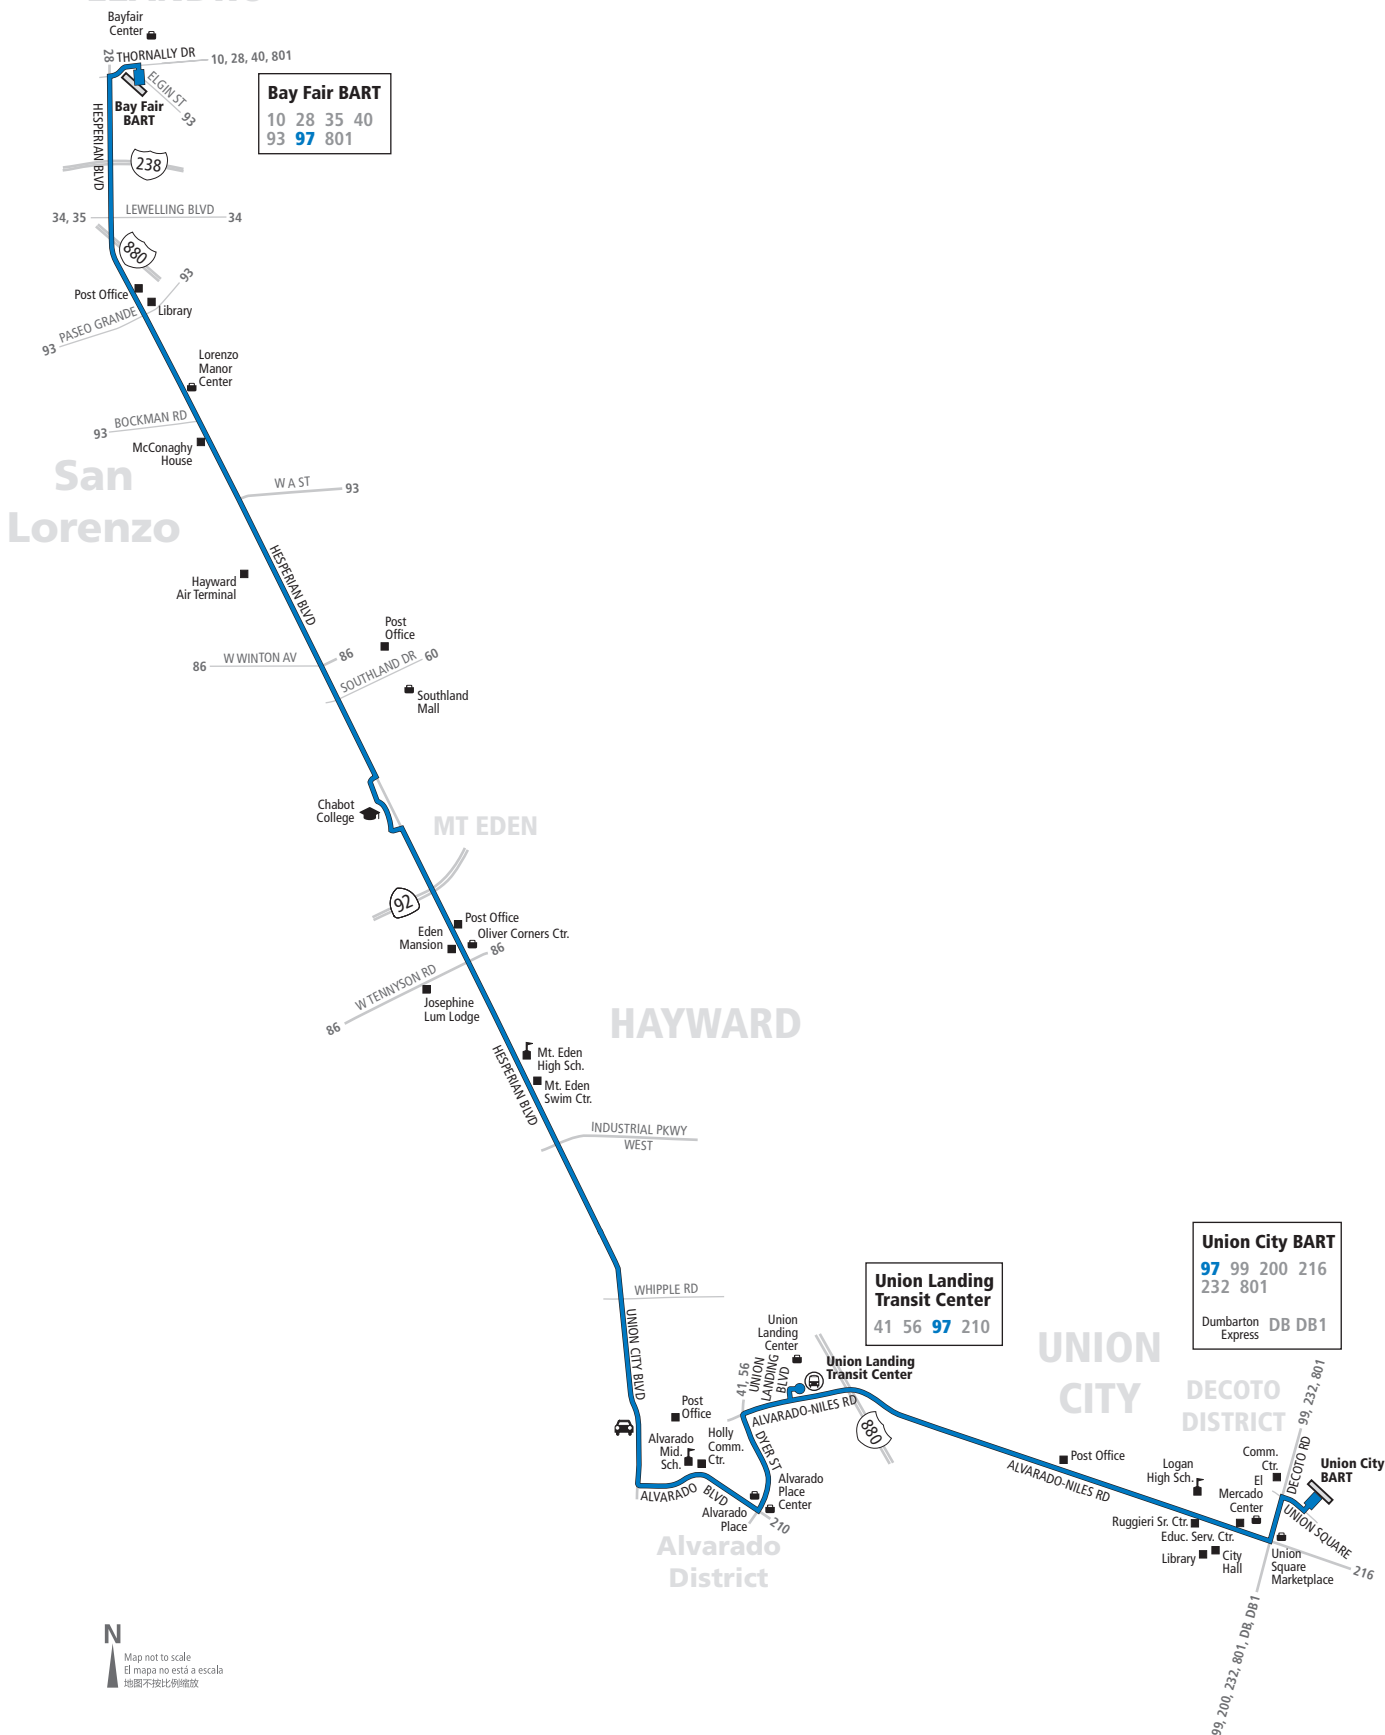 Bayfair
Center
28
THORNALLY DR
10, 28, 40, 801
ELGIN ST
93
Bay Fair
BART
Bay Fair BART
10 28 35 40
93 97 801
HESPERIAN BLVD
238
34, 35
LEWELLING BLVD
34
880
93
Post Office
Library
PASEO GRANDE
93
Lorenzo
Manor
Center
BOCKMAN RD
93
McConaghy
House
San
Lorenzo
W A ST
93
HESPERIAN BLVD
Hayward
Air Terminal
Post
Office
86
W WINTON AV
86
SOUTHLAND DR
60
Southland
Mall
Chabot
College
MT EDEN
92
Post Office
Eden
Mansion
Oliver Corners Ctr.
86
W TENNYSON RD
86
Josephine
Lum Lodge
HAYWARD
HESPERIAN BLVD
Mt. Eden
High Sch.
Mt. Eden
Swim Ctr.
INDUSTRIAL PKWY
WEST
WHIPPLE RD
UNION CITY BLVD
Union Landing
Transit Center
41 56 97 210
Union City BART
97 99 200 216
232 801
Dumbarton
Express
DB DB1
Union
Landing
Center
41, 56
UNION
LANDING
BLVD
Union Landing
Transit Center
UNION
CITY
DECOTO
DISTRICT
99, 232, 801
ALVARADO-NILES RD
880
Post
Office
Alvarado
Mid.
Sch.
Holly
Comm.
Ctr.
DYER ST
ALVARADO BLVD
Alvarado
Place
Center
Alvarado
Place
210
Alvarado
District
Post Office
ALVARADO-NILES RD
Logan
High Sch.
Comm.
Ctr.
El
Mercado
Center
DECOTO RD
Union City
BART
UNION SQUARE
Ruggieri Sr. Ctr.
Educ. Serv. Ctr.
Library
City
Hall
Union
Square
Marketplace
216
99, 200, 232, 801, DB, DB1
N
Map not to scale
El mapa no está a escala
地图不按比例缩放